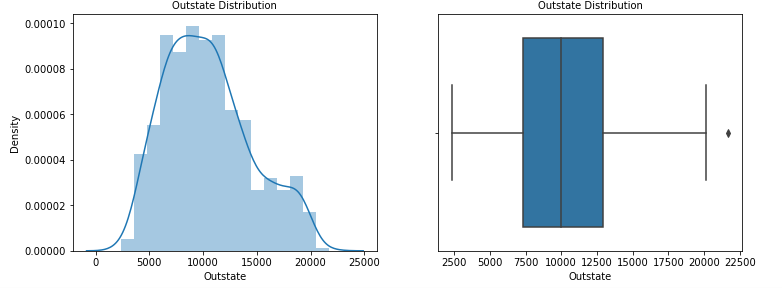 Outstate Distribution
0.00010
0.00008
0.00006
0.00004
0.00002
0.00000
Density
0 5000 10000 15000 20000 25000
Outstate
Outstate Distribution
2500 5000 7500 10000 12500 15000 17500 20000 22500
Outstate